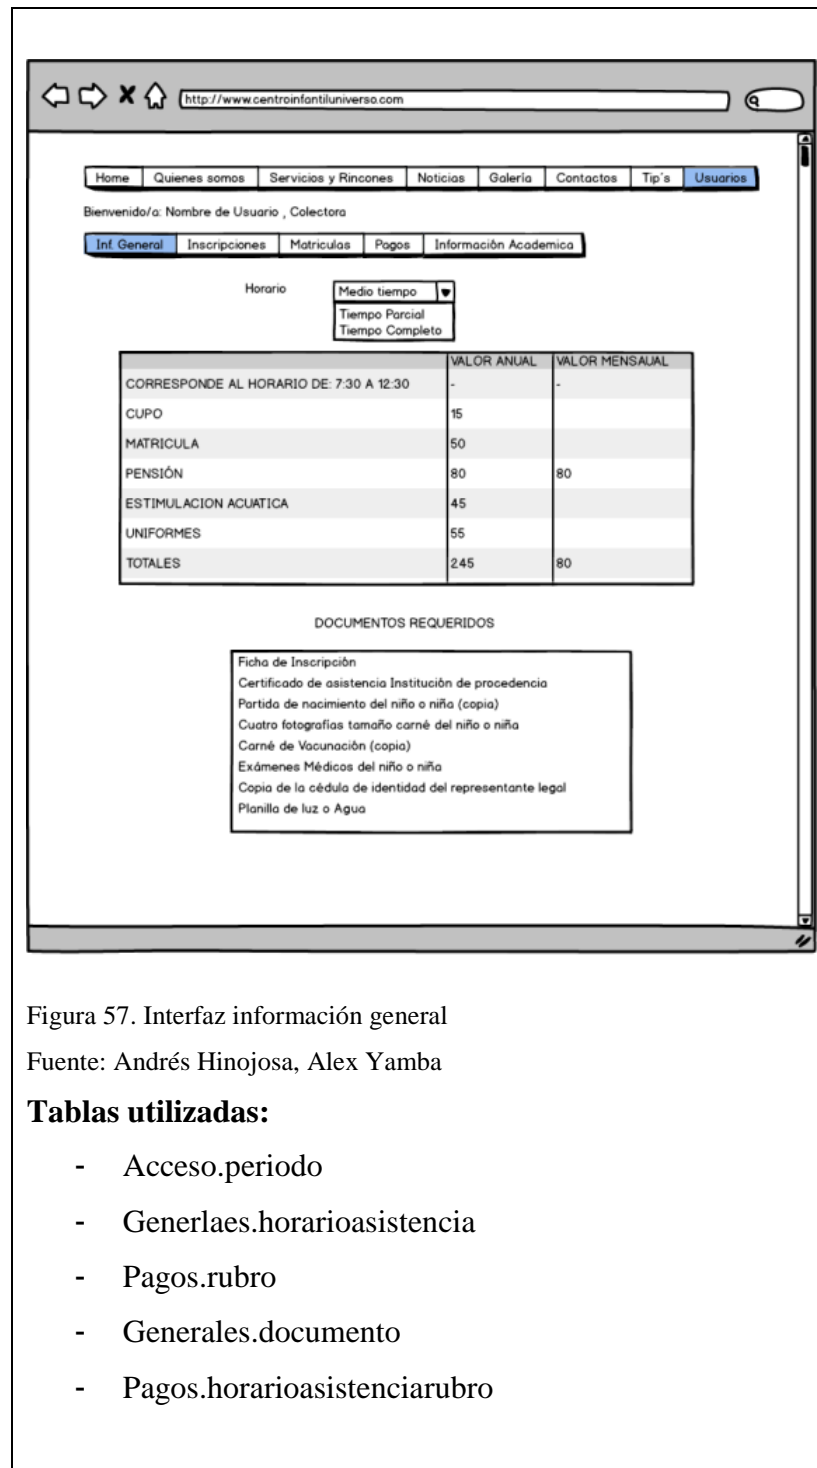 http://www.centroinfantiluniverso.com
Home Quienes somos Servicios y Rincones Noticias Galería Contactos Tip´s Usuarios
Bienvenido/a: Nombre de Usuario , Colectora
Inf. General Inscripciones Matriculas Pagos Información Academica
Horario Medio tiempo
Tiempo Parcial
Tiempo Completo
VALOR ANUAL VALOR MENSAUAL
CORRESPONDE AL HORARIO DE: 7:30 A 12:30 - -
CUPO 15
MATRICULA 50
PENSIÓN 80 80
ESTIMULACION ACUATICA 45
UNIFORMES 55
TOTALES 245 80
DOCUMENTOS REQUERIDOS
Ficha de Inscripción
Certificado de asistencia Institución de procedencia
Partida de nacimiento del niño o niña (copia)
Cuatro fotografías tamaño carné del niño o niña
Carné de Vacunación (copia)
Exámenes Médicos del niño o niña
Copia de la cédula de identidad del representante legal
Planilla de luz o Agua
Figura 57. Interfaz información general
Fuente: Andrés Hinojosa, Alex Yamba
Tablas utilizadas:
- Acceso.periodo
- Generlaes.horarioasistencia
- Pagos.rubro
- Generales.documento
- Pagos.horarioasistenciarubro